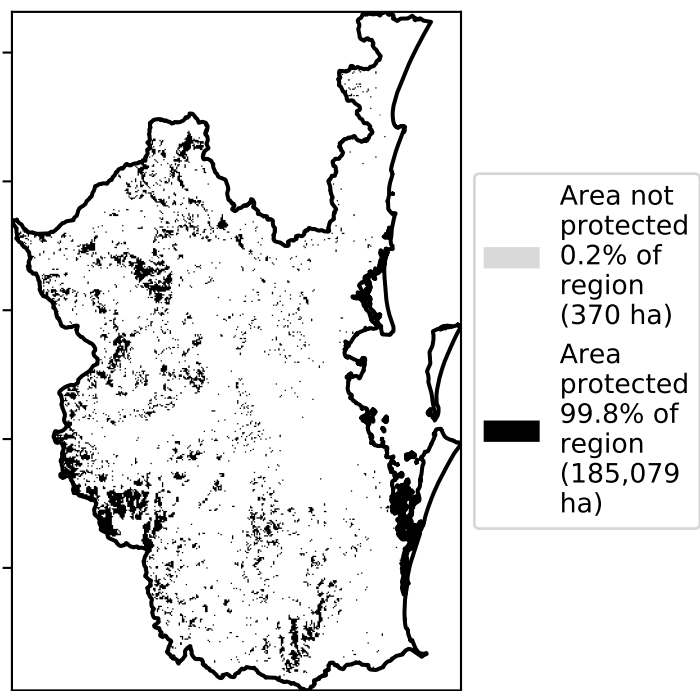 Area not
protected
0.2% of
region
(370 ha)
Area
protected
99.8% of
region
(185,079
ha)